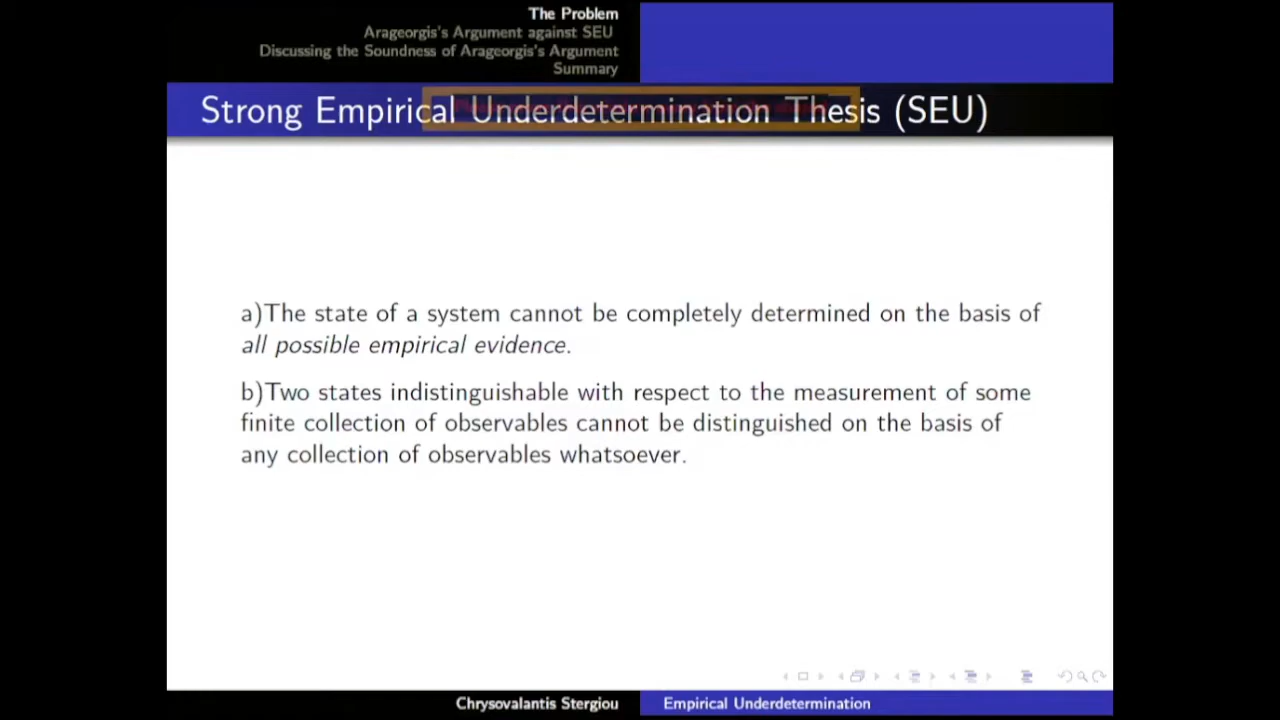 The Problem
Arageorgis's Argument against SEU
Discussing the Soundness of Arageorgis's Argument
Summary
Strong Empirical Underdetermination Thesis (SEU)
a)The state of a system cannot be completely determined on the basis of
all possible empirical evidence.
b)Two states indistinguishable with respect to the measurement of some
finite collection of observables cannot be distinguished on the basis of
any collection of observables whatsoever.
Chrysovalantis Stergiou
Empirical Underdetermination